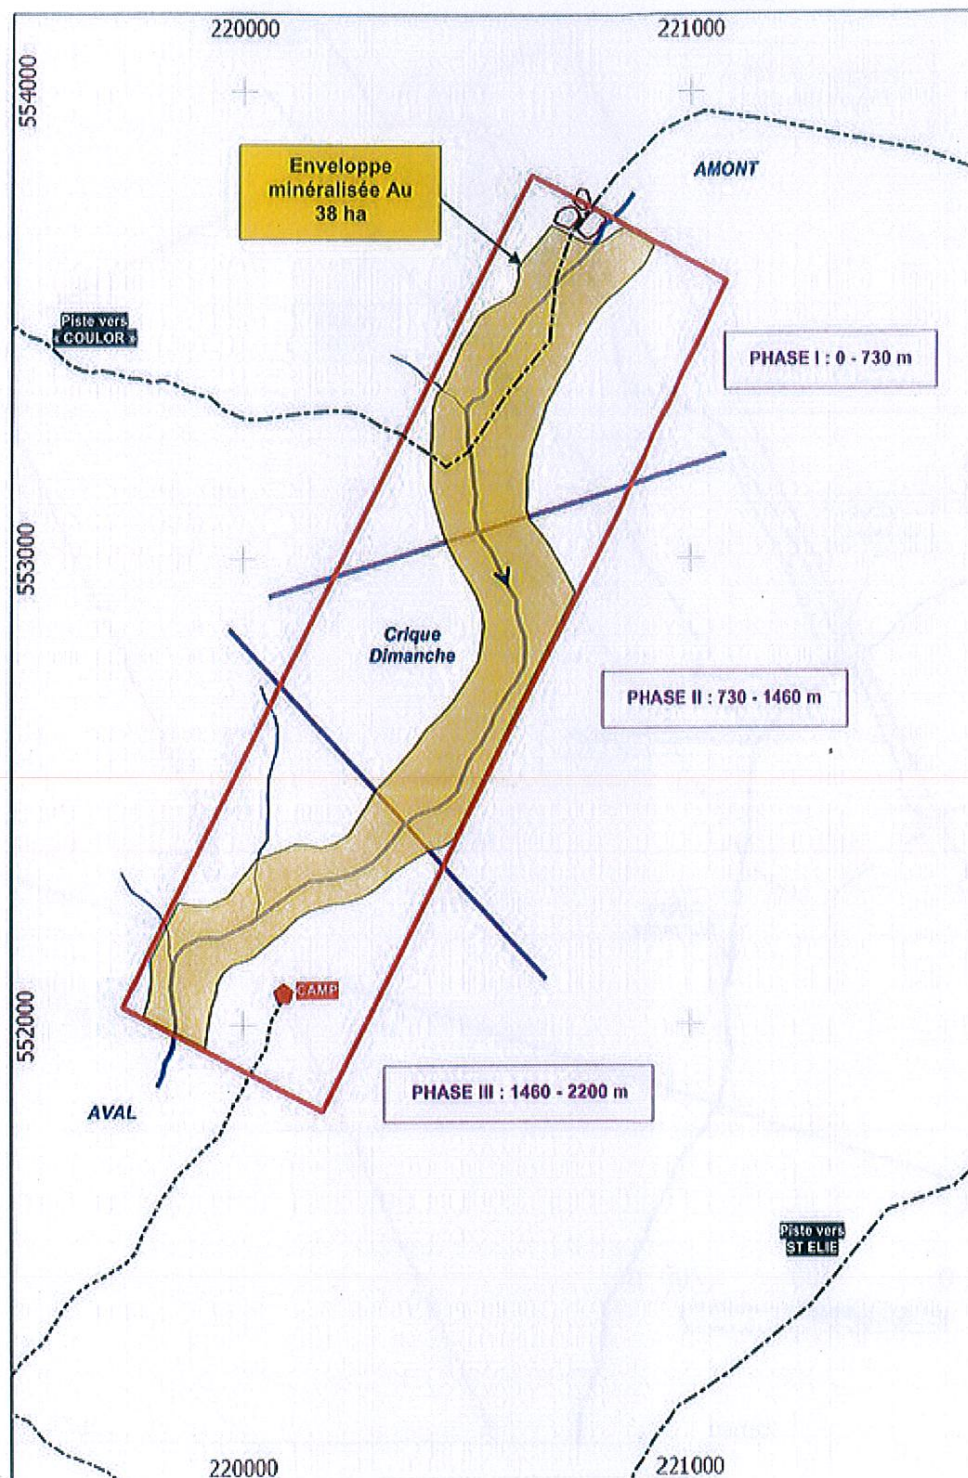 220000
221000
554000
AMONT
Enveloppe
minéralisée Au
38 ha
Piste vers
« COULOR »
PHASE I : 0 - 730 m
553000
Crique
Dimanche
PHASE II : 730 - 1460 m
CAMP
552000
PHASE III : 1460 - 2200 m
AVAL
Piste vers
ST ELIE
220000
221000